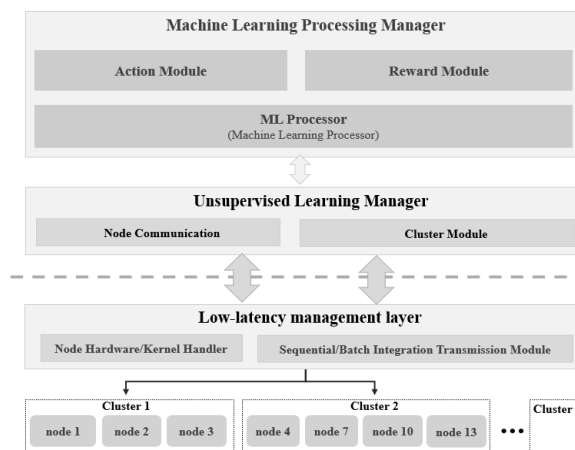 Machine Learning Processing Manager
Action Module
Reward Module
ML Processor
(Machine Learning Processor)
Unsupervised Learning Manager
Node Communication
Cluster Module
Low-latency management layer
Node Hardware/Kernel Handler
Sequential/Batch Integration Transmission Module
Cluster 1
node 1
node 2
node 3
Cluster 2
node 4
node 7
node 10
node 13
•••
Cluster